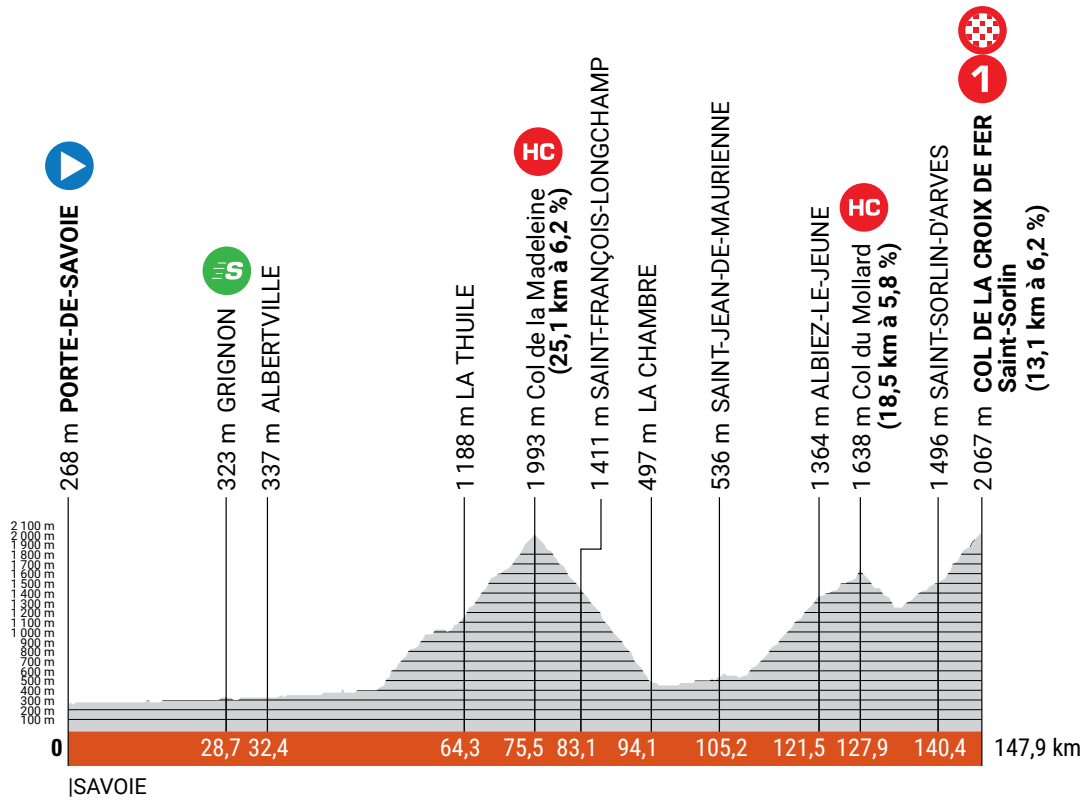 268 m PORTE-DE-SAVOIE
S
323 m GRIGNON
337 m ALBERTVILLE
1 188 m LA THUILE
HC
1 993 m Col de la Madeleine
(25,1 km à 6,2 %)
1 411 m SAINT-FRANÇOIS-LONGCHAMP
497 m LA CHAMBRE
536 m SAINT-JEAN-DE-MAURIENNE
1 364 m ALBIEZ-LE-JEUNE
HC
1 638 m Col du Mollard
(18,5 km à 5,8 %)
1 496 m SAINT-SORLIN-D'ARVES
1
2 067 m COL DE LA CROIX DE FER
Saint-Sorlin
(13,1 km à 6,2 %)
2 100 m
2 000 m
1 900 m
1 800 m
1 700 m
1 600 m
1 500 m
1 400 m
1 300 m
1 200 m
1 100 m
1 000 m
900 m
800 m
700 m
600 m
500 m
400 m
300 m
200 m
100 m
0 28,7 32,4 64,3 75,5 83,1 94,1 105,2 121,5 127,9 140,4 147,9 km
|SAVOIE